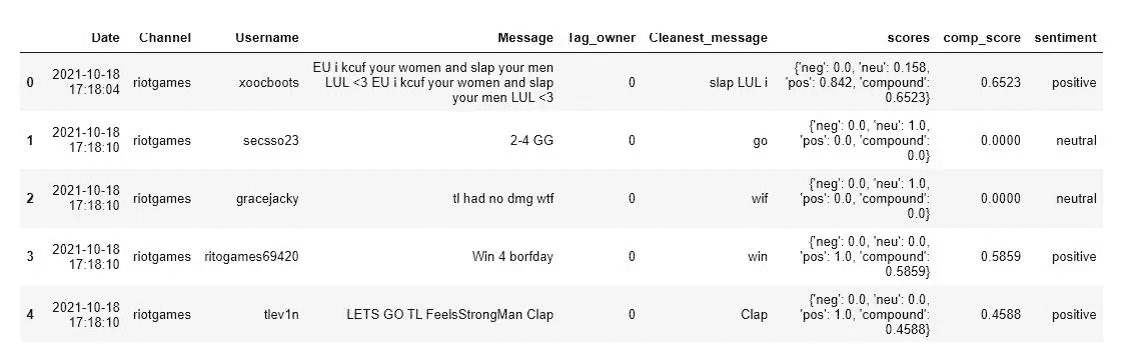 Date Channel Username Message lag_owner Cleanest_message scores comp_score sentiment
EU i kcuf your women and slap your men {'neg': 0.0, 'neu': 0.158,
0 2021-10-18 17:18:04 riotgames xoocboots LUL <3 EU i kcuf your women and slap 0 slap LUL i 'pos': 0.842, 'compound': 0.6523 positive
your men LUL <3 0.6523}
{'neg': 0.0, 'neu': 1.0,
1 2021-10-18 17:18:10 riotgames secsso23 2-4 GG 0 go 'pos': 0.0, 'compound': 0.0000 neutral
0.0}
{'neg': 0.0, 'neu': 1.0,
2 2021-10-18 17:18:10 riotgames gracejacky tl had no dmg wtf 0 wif 'pos': 0.0, 'compound': 0.0000 neutral
0.0}
{'neg': 0.0, 'neu': 0.0,
3 2021-10-18 17:18:10 riotgames ritogames69420 Win 4 borfday 0 win 'pos': 1.0, 'compound': 0.5859 positive
0.5859}
{'neg': 0.0, 'neu': 0.0,
4 2021-10-18 17:18:10 riotgames tlev1n LETS GO TL FeelsStrongMan Clap 0 Clap 'pos': 1.0, 'compound': 0.4588 positive
0.4588}